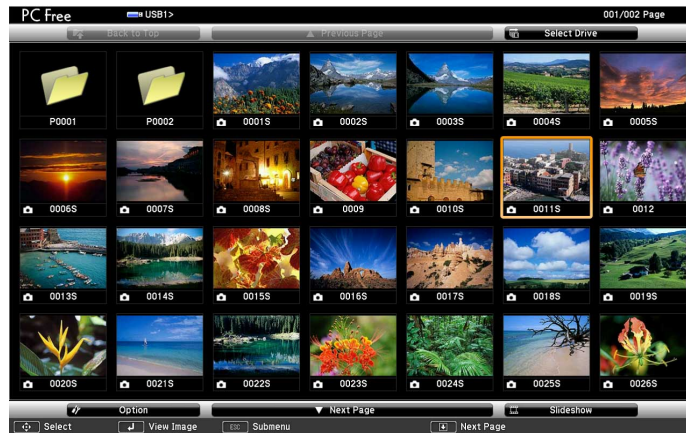 PC Free USB1> 001/002 Page
Back to Top ▲ Previous Page Select Drive
P0001 P0002 0001S 0002S 0003S 0004S 0005S
0006S 0007S 0008S 0009 0010S 0011S 0012
0013S 0014S 0015S 0016S 0017S 0018S 0019S
0020S 0021S 0022S 0023S 0024S 0025S 0026S
Option ▼ Next Page Slideshow
Select View Image ESC Submenu Next Page